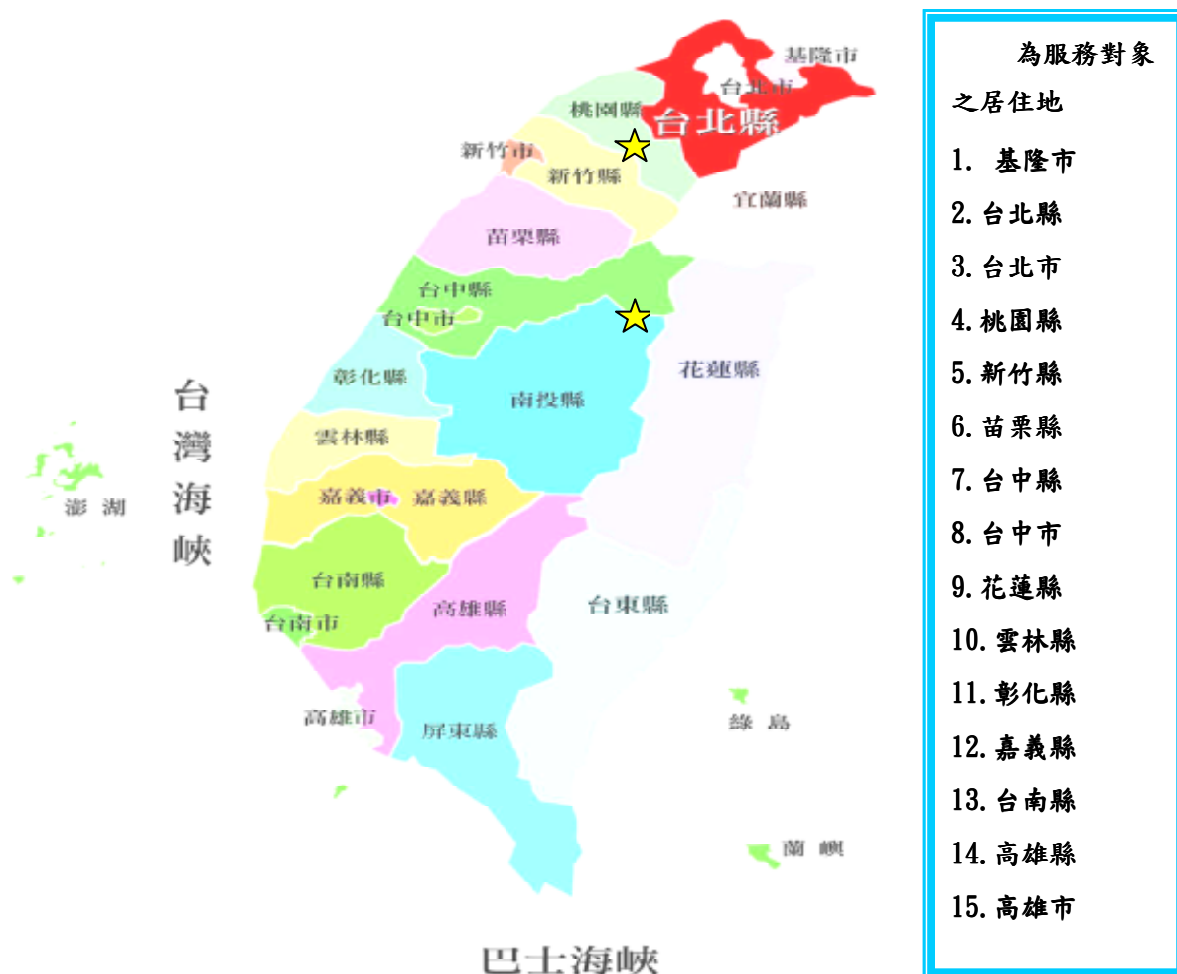 基隆市
台北市
桃園縣
台北縣
新竹市
新竹縣
宜蘭縣
苗栗縣
台中縣
台中市
花蓮縣
彰化縣
南投縣
台灣海峽
雲林縣
嘉義市
嘉義縣
澎湖
台南縣
高雄縣
台東縣
台南市
高雄市
屏東縣
綠島
蘭嶼
巴士海峽
為服務對象
之居住地
1. 基隆市
2.台北縣
3.台北市
4.桃園縣
5.新竹縣
6.苗栗縣
7.台中縣
8.台中市
9.花蓮縣
10.雲林縣
11.彰化縣
12.嘉義縣
13.台南縣
14.高雄縣
15.高雄市